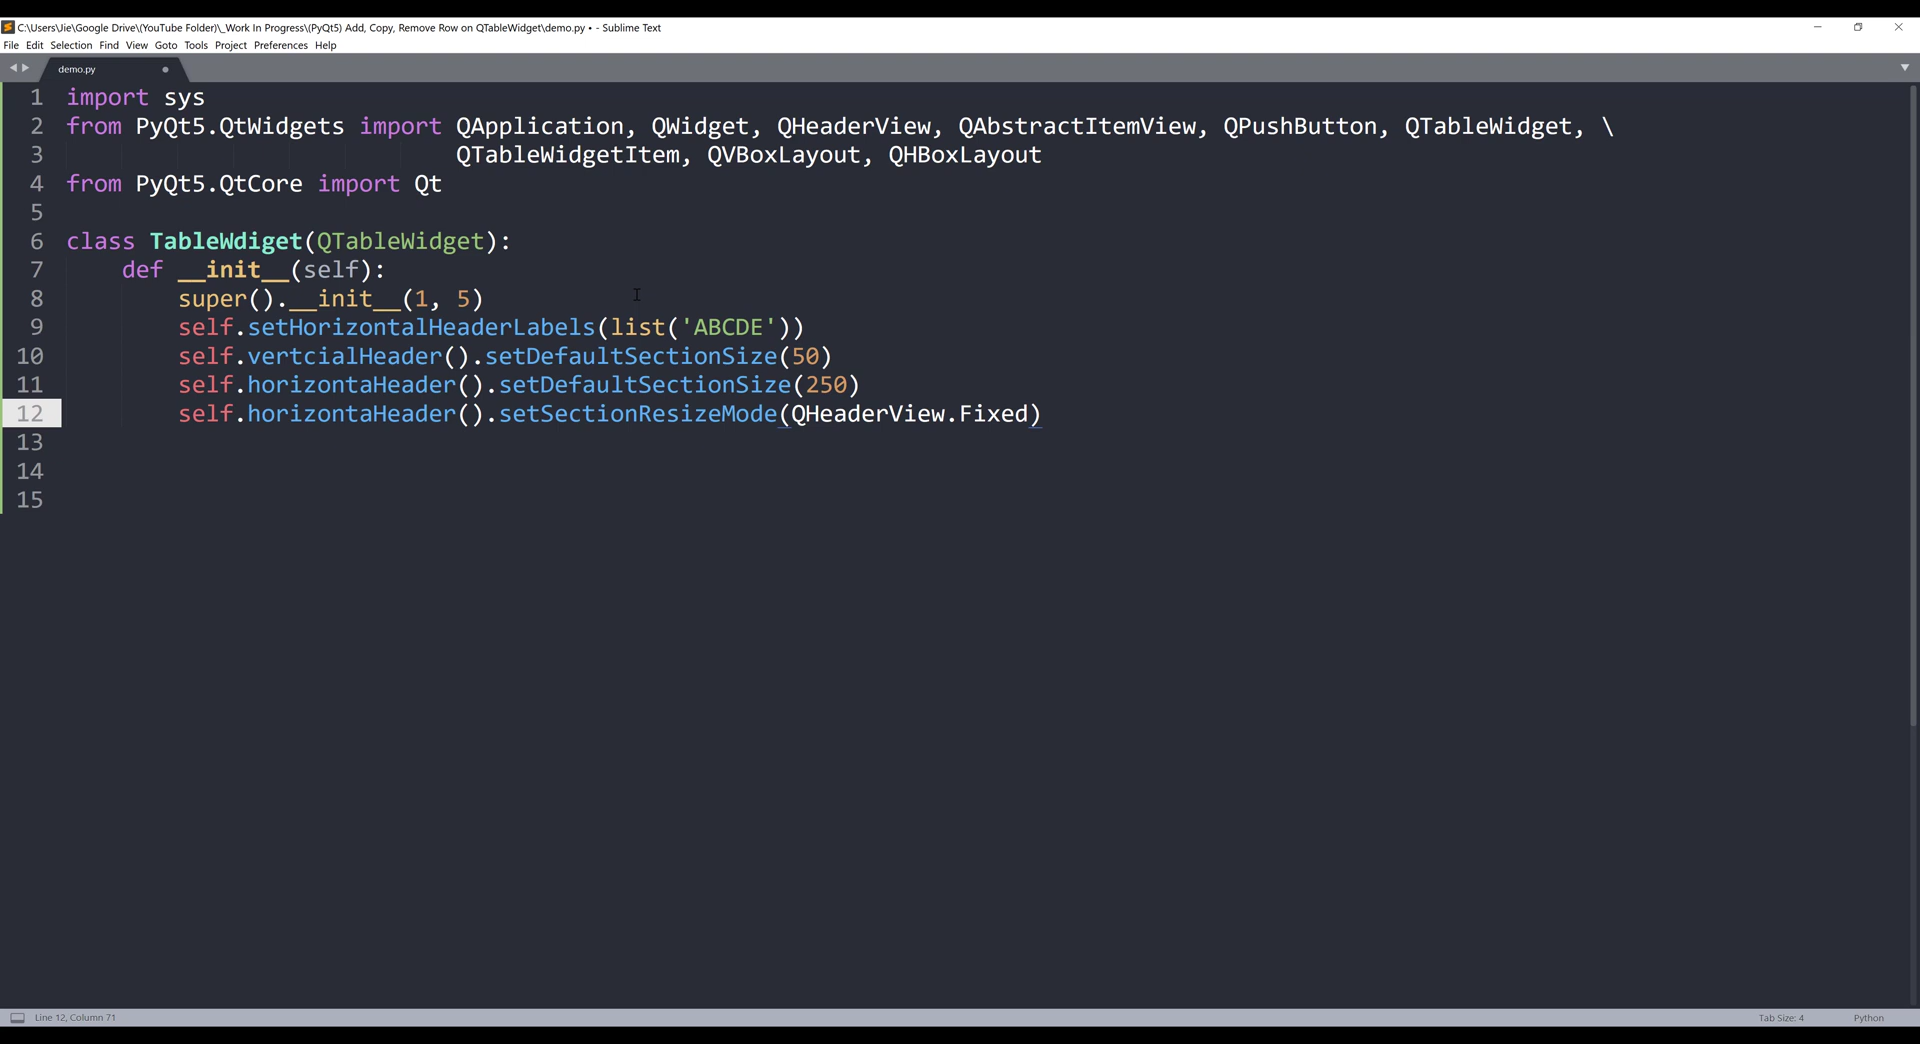 C:\Users\Jie\Google Drive\(YouTube Folder)\_Work In Progress\(PyQt5) Add, Copy, Remove Row on QTableWidget\demo.py • - Sublime Text
File Edit Selection Find View Goto Tools Project Preferences Help
demo.py
1 import sys
2 from PyQt5.QtWidgets import QApplication, QWidget, QHeaderView, QAbstractItemView, QPushButton, QTableWidget, \
3 QTableWidgetItem, QVBoxLayout, QHBoxLayout
4 from PyQt5.QtCore import Qt
5
6 class TableWdiget(QTableWidget):
7 def __init__(self):
8 super().__init__(1, 5)
9 self.setHorizontalHeaderLabels(list('ABCDE'))
10 self.vertcialHeader().setDefaultSectionSize(50)
11 self.horizontaHeader().setDefaultSectionSize(250)
12 self.horizontaHeader().setSectionResizeMode(QHeaderView.Fixed)
13
14
15
Line 12, Column 71 Tab Size: 4 Python